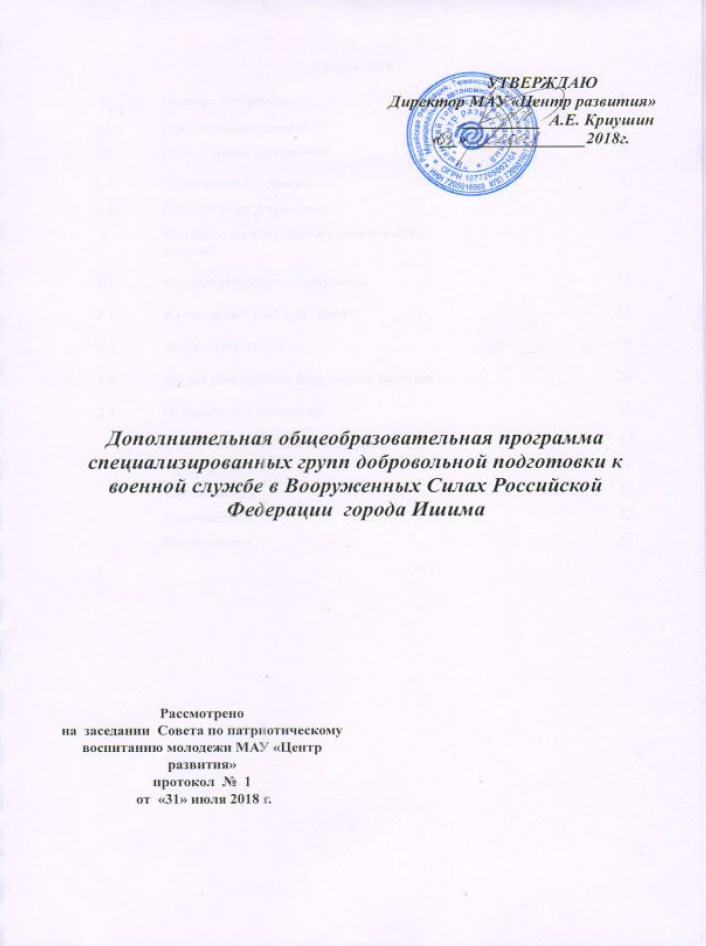 УТВЕРЖДАЮ
Директор МАУ «Центр развития»
А.Е. Криушин
2018г.
Дополнительная общеобразовательная программа
специализированных групп добровольной подготовки к
военной службе в Вооруженных Силах Российской
Федерации города Ишима
Рассмотрено
на заседании Совета по патриотическому
воспитанию молодежи МАУ «Центр
развития»
протокол № 1
от «31» июля 2018 г.